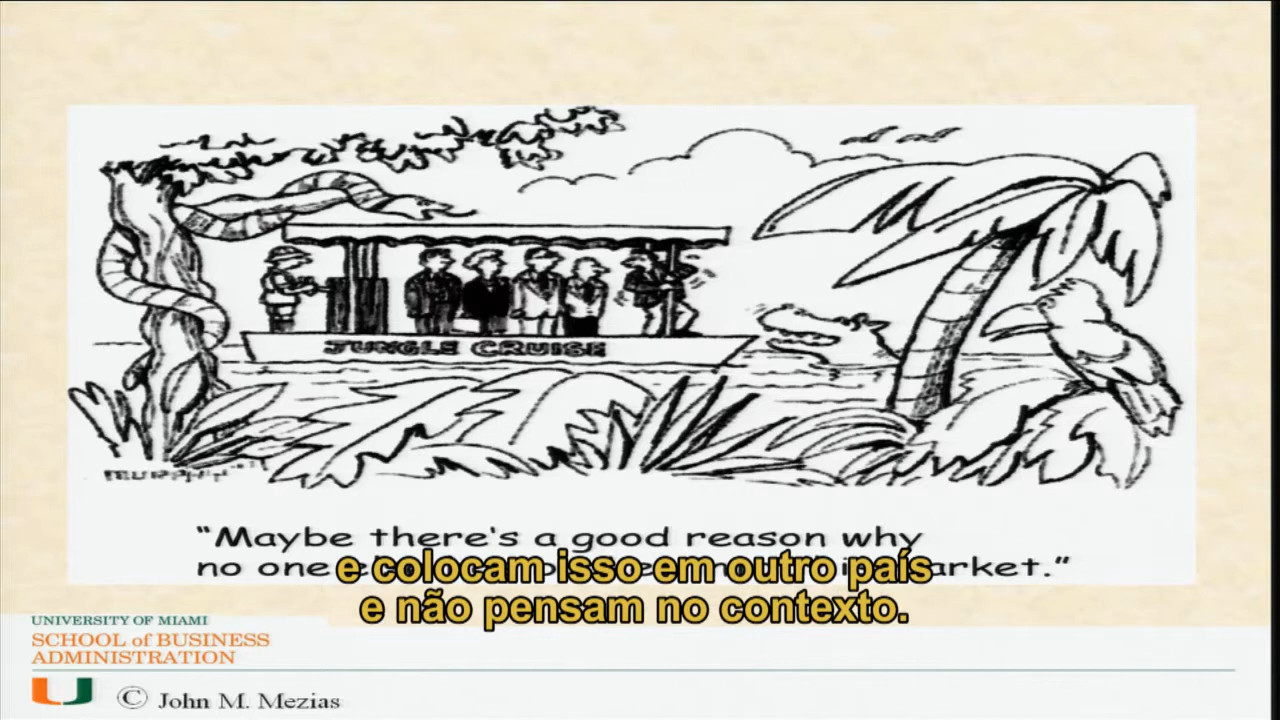 JUNGLE CRUISE
"Maybe there's a good reason why
no one arket."
e colocam isso em outro país
e não pensam no contexto.
UNIVERSITY OF MIAMI
SCHOOL of BUSINESS
ADMINISTRATION
© John M. Mezias